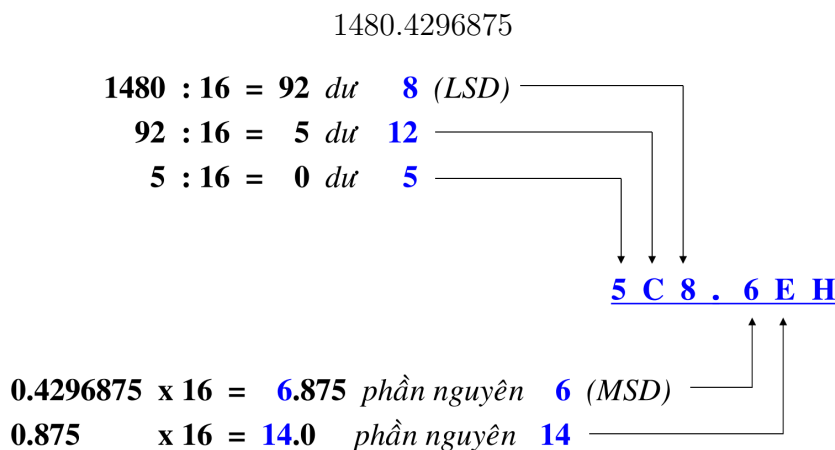 1480.4296875
1480 : 16 = 92 dư 8 (LSD)
92 : 16 = 5 dư 12
5 : 16 = 0 dư 5
5 C 8 . 6 E H
0.4296875 x 16 = 6.875 phần nguyên 6 (MSD)
0.875 x 16 = 14.0 phần nguyên 14